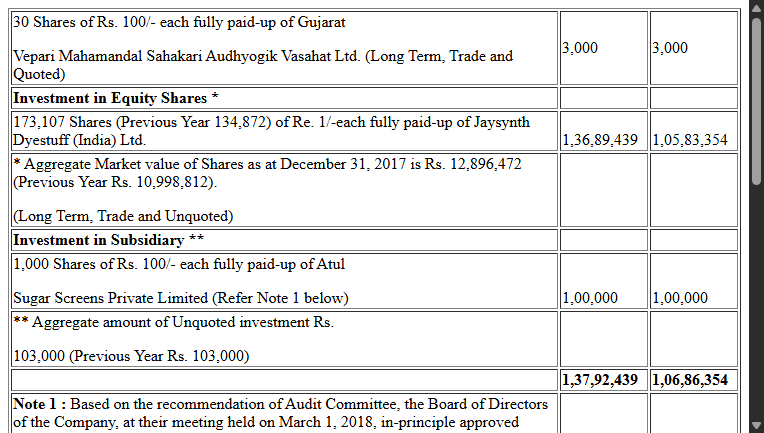 30 Shares of Rs. 100/- each fully paid-up of Gujarat
Vepari Mahamandal Sahakari Audhyogik Vasahat Ltd. (Long Term, Trade and
Quoted)
3,000
3,000
Investment in Equity Shares *
173,107 Shares (Previous Year 134,872) of Re. 1/-each fully paid-up of Jaysynth
Dyestuff (India) Ltd.
1,36,89,439
1,05,83,354
* Aggregate Market value of Shares as at December 31, 2017 is Rs. 12,896,472
(Previous Year Rs. 10,998,812).
(Long Term, Trade and Unquoted)
Investment in Subsidiary **
1,000 Shares of Rs. 100/- each fully paid-up of Atul
Sugar Screens Private Limited (Refer Note 1 below)
1,00,000
1,00,000
** Aggregate amount of Unquoted investment Rs.
103,000 (Previous Year Rs. 103,000)
1,37,92,439
1,06,86,354
Note 1 : Based on the recommendation of Audit Committee, the Board of Directors
of the Company, at their meeting held on March 1, 2018, in-principle approved